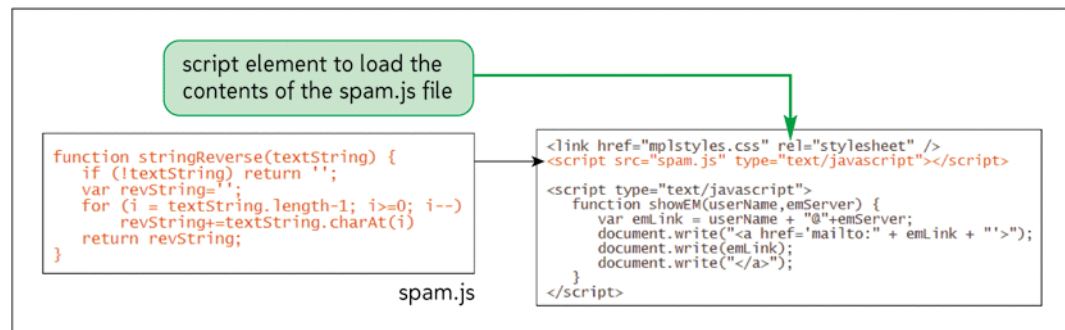 script element to load the
contents of the spam.js file
function stringReverse(textString) {
if (!textString) return '';
var revString='';
for (i = textString.length-1; i>=0; i--)
revString+=textString.charAt(i)
return revString;
}
spam.js
<link href="mplstyles.css" rel="stylesheet" />
<script src="spam.js" type="text/javascript"></script>
<script type="text/javascript">
function showEM(userName,emServer) {
var emLink = userName + "@"+emServer;
document.write("<a href='mailto:" + emLink + "'>");
document.write(emLink);
document.write("</a>");
}
</script>